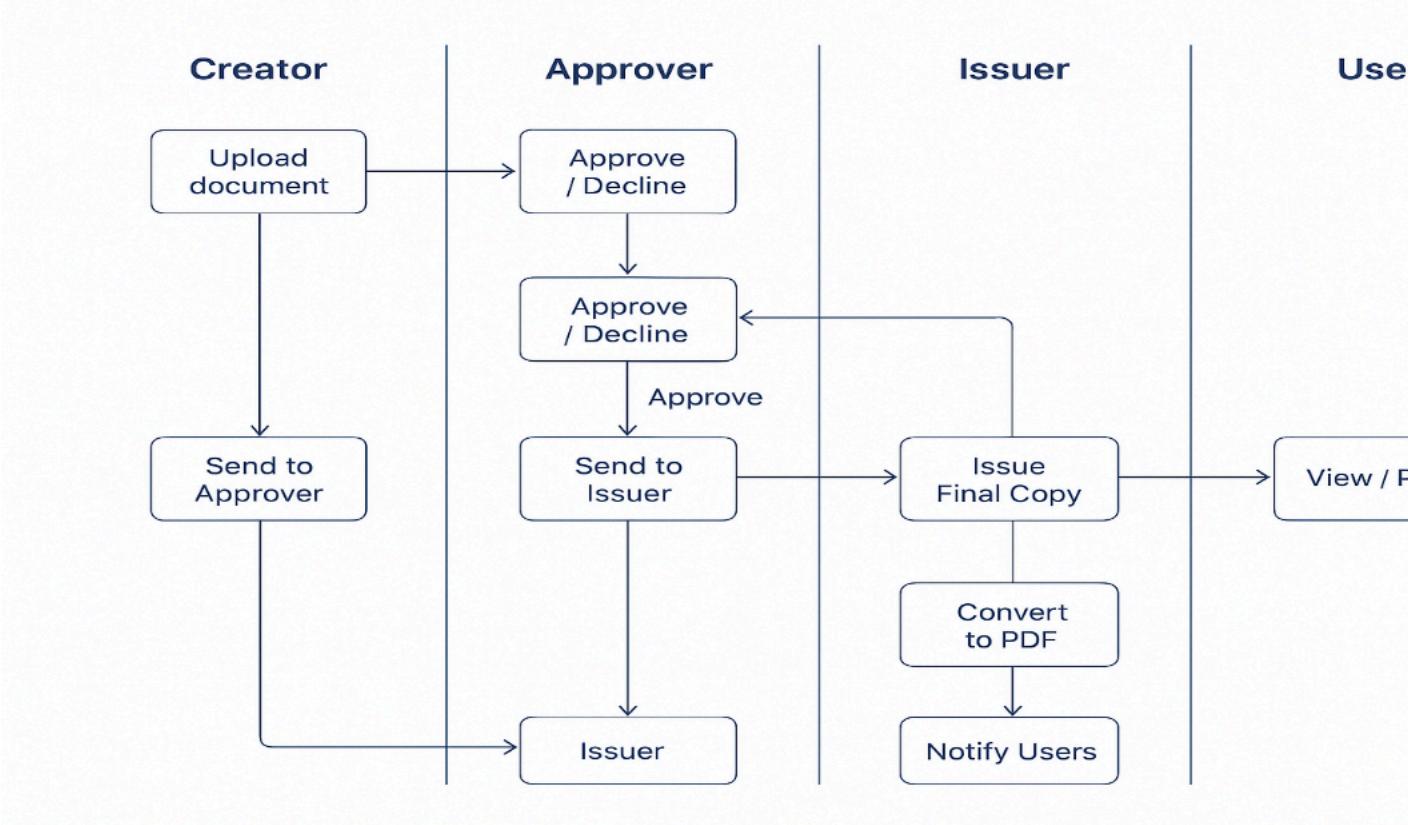 Creator
Approver
Issuer
Use
Upload
document
Approve
/ Decline
Approve
/ Decline
Approve
Send to
Approver
Send to
Issuer
Issue
Final Copy
View /
Convert
to PDF
Issuer
Notify Users